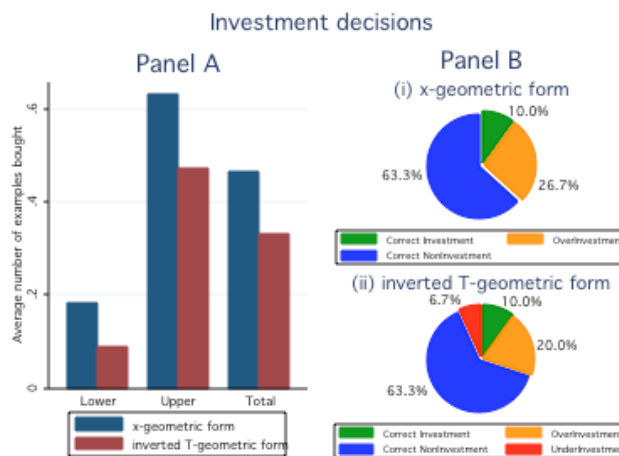 Investment decisions
Panel A
Average number of examples bought
.6
.4
.2
0
Lower Upper Total
x-geometric form
inverted T-geometric form
Panel B
(i) x-geometric form
10.0%
26.7%
63.3%
Correct Investment OverInvestment
Correct NonInvestment
(ii) inverted T-geometric form
6.7% 10.0%
20.0%
63.3%
Correct Investment OverInvestment
Correct NonInvestment UnderInvestment